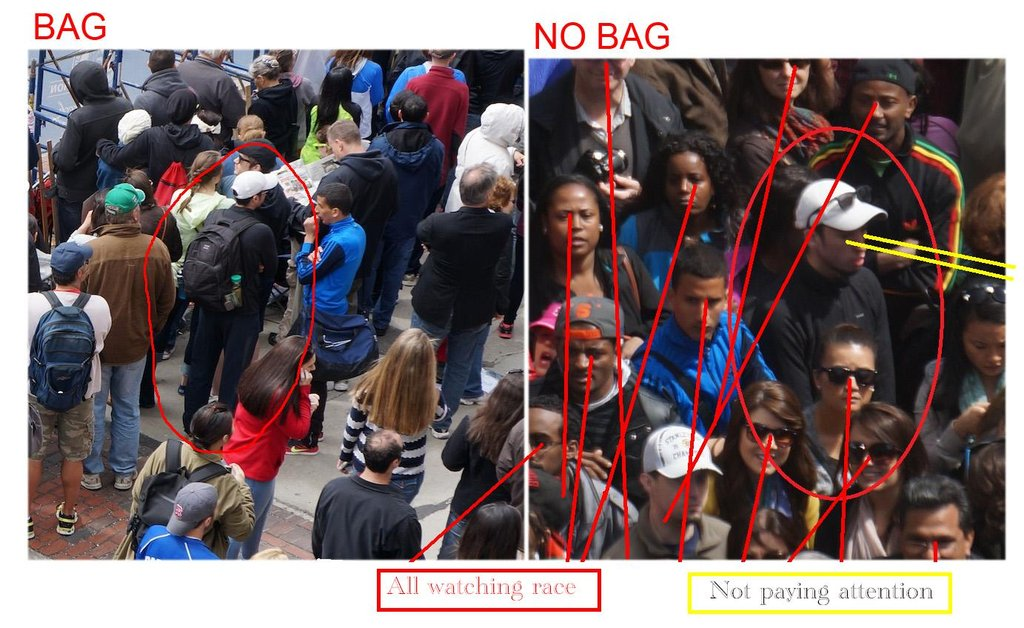 BAG
NO BAG
All watching race
Not paying attention